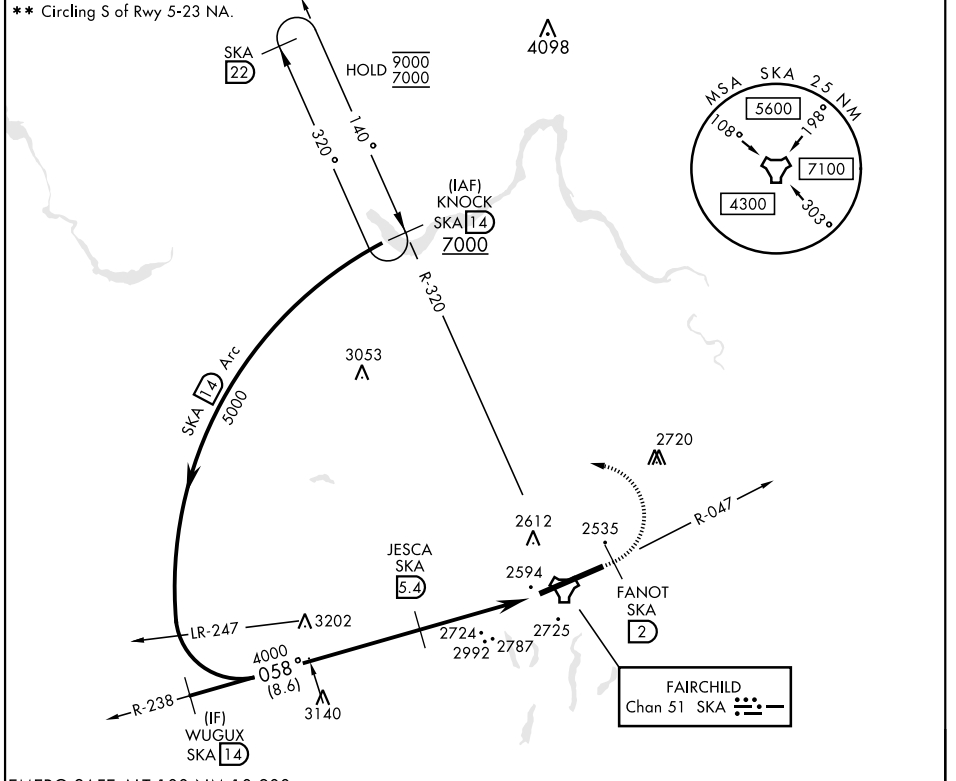 ** Circling S of Rwy 5-23 NA.
SKA
22
HOLD 9000
7000
4098
320°
140°
MSA SKA 25 NM
5600
108°
198°
7100
4300
303°
(IAF)
KNOCK
SKA 14
7000
R-320
SKA 14 Arc
5000
3053
2720
R-047
2612
2535
JESCA
SKA
5.4
2594
FANOT
SKA
2
LR-247
3202
2724
2992
2787
2725
4000
058°
(8.6)
3140
R-238
(IF)
WUGUX
SKA 14
FAIRCHILD
Chan 51 SKA